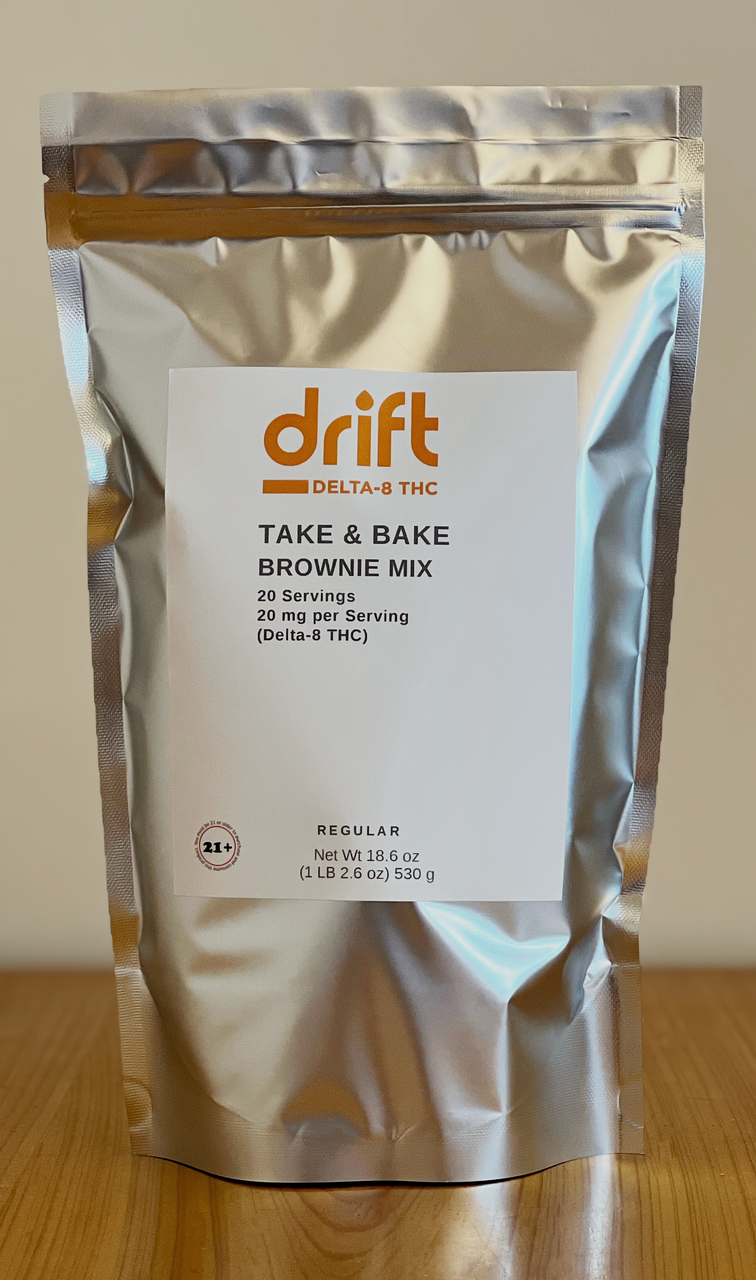 drift
DELTA-8 THC
TAKE & BAKE
BROWNIE MIX
20 Servings
20 mg per Serving
(Delta-8 THC)
21+
REGULAR
Net Wt 18.6 oz
(1 LB 2.6 oz) 530 g